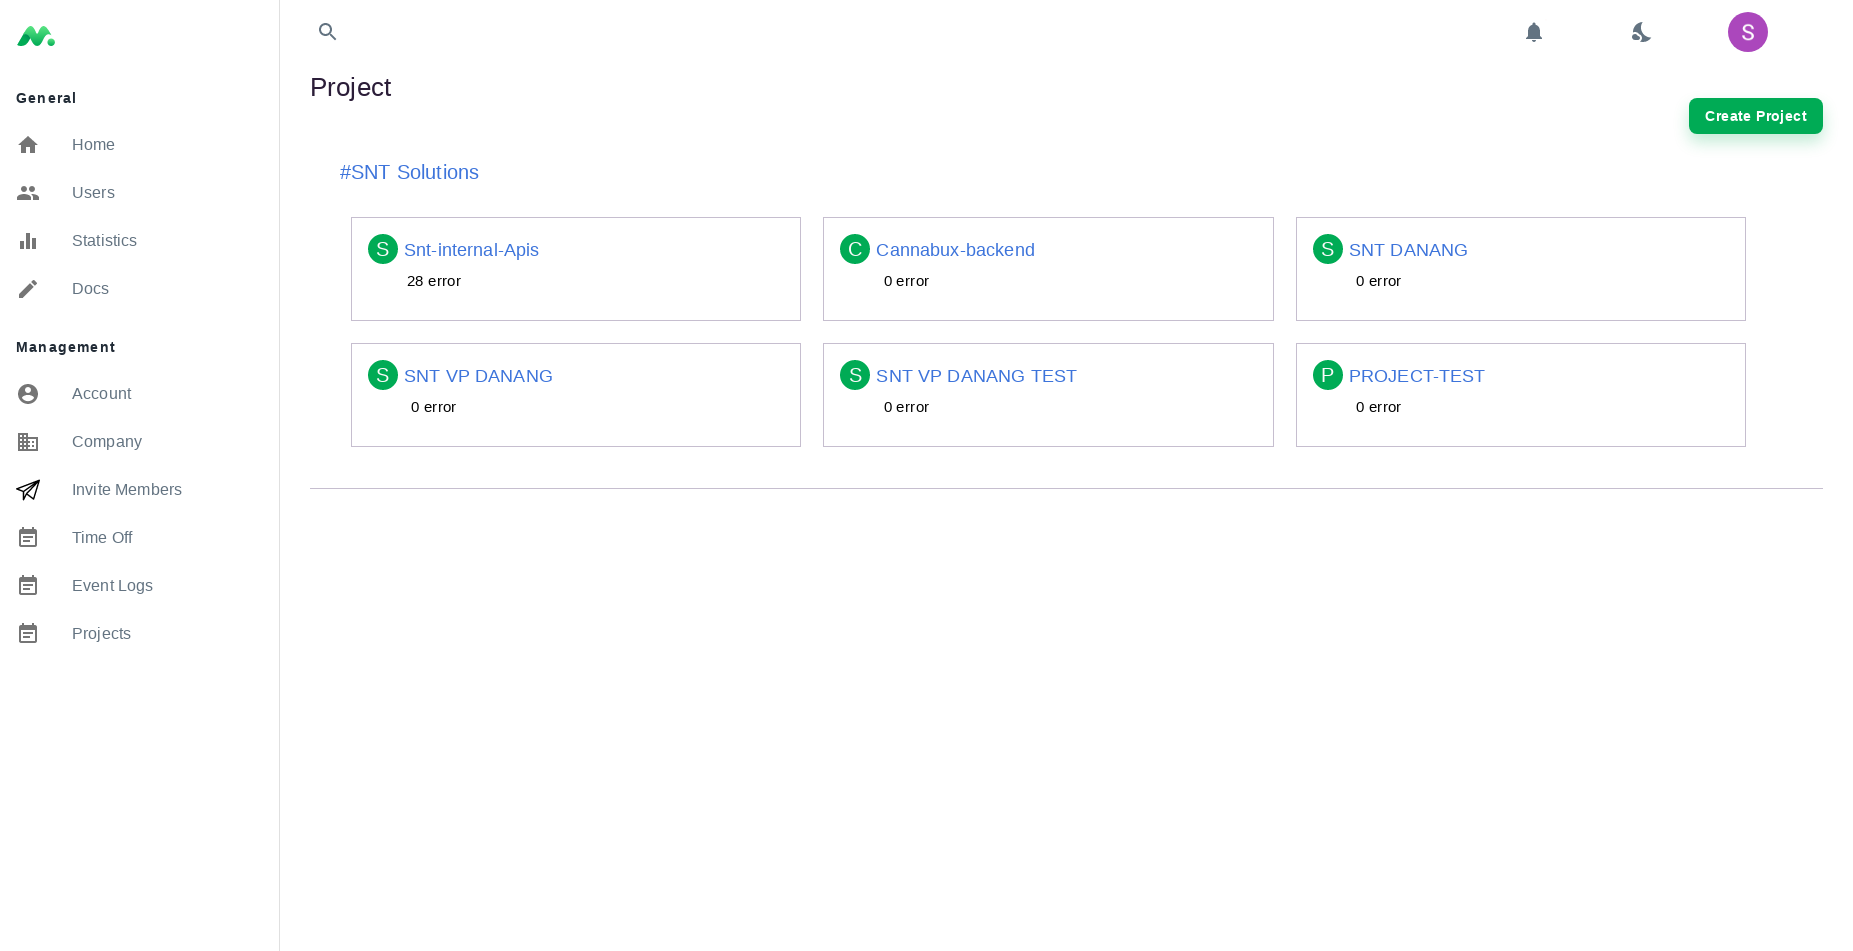 S
Project
Create Project
General
Home
Users
Statistics
Docs
Management
Account
Company
Invite Members
Time Off
Event Logs
Projects
#SNT Solutions
S Snt-internal-Apis
28 error
C Cannabux-backend
0 error
S SNT DANANG
0 error
S SNT VP DANANG
0 error
S SNT VP DANANG TEST
0 error
P PROJECT-TEST
0 error